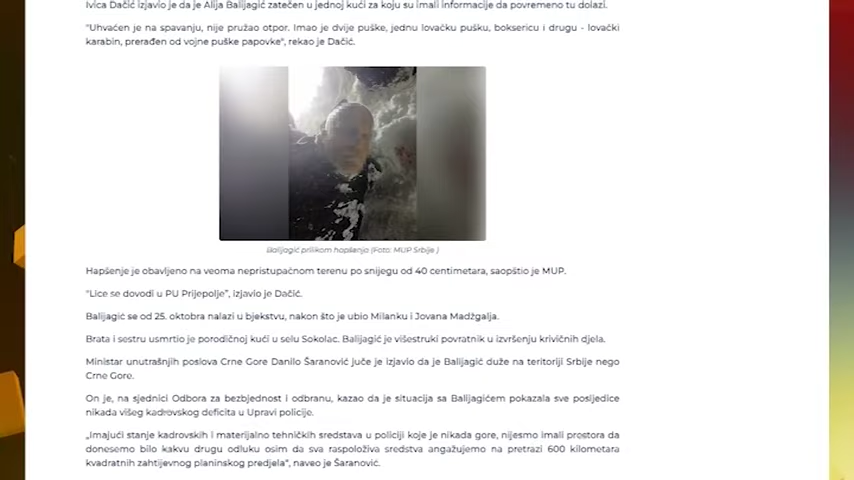 Ivica Dačić izjavio je da je Alija Balijagić zatečen u jednoj kući za koju su imali informacije da povremeno tu dolazi.
"Uhvaćen je na spavanju, nije pružao otpor. Imao je dvije puške, jednu lovačku pušku, boksericu i drugu - lovački
karabin, prerađen od vojne puške papovke", rekao je Dačić.
Balijagić prilikom hapšenja (Foto: MUP Srbije )
Hapšenje je obavljeno na veoma nepristupačnom terenu po snijegu od 40 centimetara, saopštio je MUP.
"Lice se dovodi u PU Prijepolje", izjavio je Dačić.
Balijagić se od 25. oktobra nalazi u bjekstvu, nakon što je ubio Milanku i Jovana Madžgalja.
Brata i sestru usmrtio je porodičnoj kući u selu Sokolac. Balijagić je višestruki povratnik u izvršenju krivičnih djela.
Ministar unutrašnjih poslova Crne Gore Danilo Šaranović juče je izjavio da je Balijagić duže na teritoriji Srbije nego
Crne Gore.
On je, na sjednici Odbora za bezbjednost i odbranu, kazao da je situacija sa Balijagićem pokazala sve posljedice
nikada višeg kadrovskog deficita u Upravi policije.
„Imajući stanje kadrovskih i materijalno tehničkih sredstava u policiji koje je nikada gore, nijesmo imali prostora da
donesemo bilo kakvu drugu odluku osim da sva raspoloživa sredstva angažujemo na pretrazi 600 kilometara
kvadratnih zahtijevnog planinskog predjela“, naveo je Šaranović.